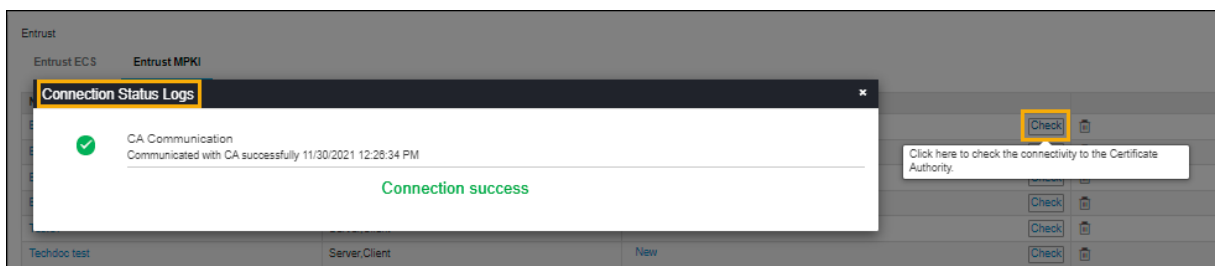 Entrust
Entrust ECS Entrust MPKI
Connection Status Logs ×
Check
CA Communication
Communicated with CA successfully 11/30/2021 12:28:34 PM
Click here to check the connectivity to the Certificate
Authority.
Connection success
Check
Check
Techdoc test Server,Client New Check